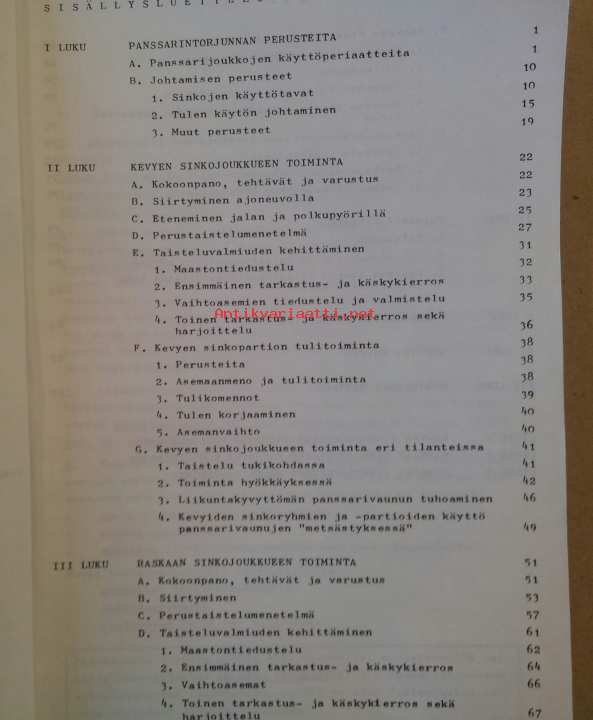 SISÄLLYSLUETTELO
I LUKU PANSSARINTORJUNNAN PERUSTEITA 1
A. Panssarijoukkojen käyttöperiaatteita 1
B. Johtamisen perusteet 10
1. Sinkojen käyttötavat 10
2. Tulen käytön johtaminen 15
3. Muut perusteet 19
II LUKU KEVYEN SINKOJOUKKUEEN TOIMINTA 22
A. Kokoonpano, tehtävät ja varustus 22
B. Siirtyminen ajoneuvolla 23
C. Eteneminen jalan ja polkupyörillä 25
D. Perustaistelumenetelmä 27
E. Taisteluvalmiuden kehittäminen 31
1. Maastontiedustelu 32
2. Ensimmäinen tarkastus- ja käskykierros 33
3. Vaihtoasemien tiedustelu ja valmistelu 35
Antikvariaatti.net
4. Toinen tarkastus- ja käskykierros sekä
harjoittelu 36
F. Kevyen sinkopartion tulitoiminta 38
1. Perusteita 38
2. Asemaanmeno ja tulitoiminta 38
3. Tulikomennot 39
4. Tulen korjaaminen 40
5. Asemanvaihto 40
G. Kevyen sinkojoukkueen toiminta eri tilanteissa 41
1. Taistelu tukikohdassa 41
2. Toiminta hyökkäyksessä 42
3. Liikuntakyvyttömän panssarivaunun tuhoaminen 46
4. Kevyiden sinkoryhmien ja -partioiden käyttö
panssarivaunujen "metsästyksessä" 49
III LUKU RASKAAN SINKOJOUKKUEEN TOIMINTA 51
A. Kokoonpano, tehtävät ja varustus 51
B. Siirtyminen 53
C. Perustaistelumenetelmä 57
D. Taisteluvalmiuden kehittäminen 61
1. Maastontiedustelu 62
2. Ensimmäinen tarkastus- ja käskykierros 64
3. Vaihtoasemat 66
4. Toinen tarkastus- ja käskykierros sekä
harjoittelu 67